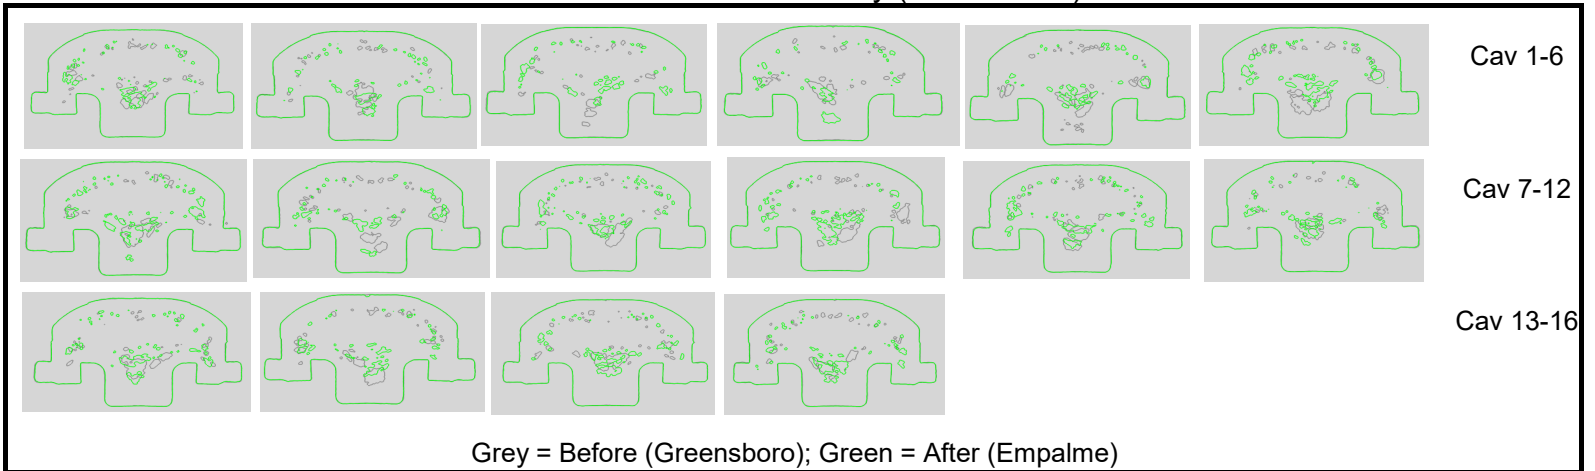 Cav 1-6
Cav 7-12
Cav 13-16
Grey = Before (Greensboro); Green = After (Empalme)